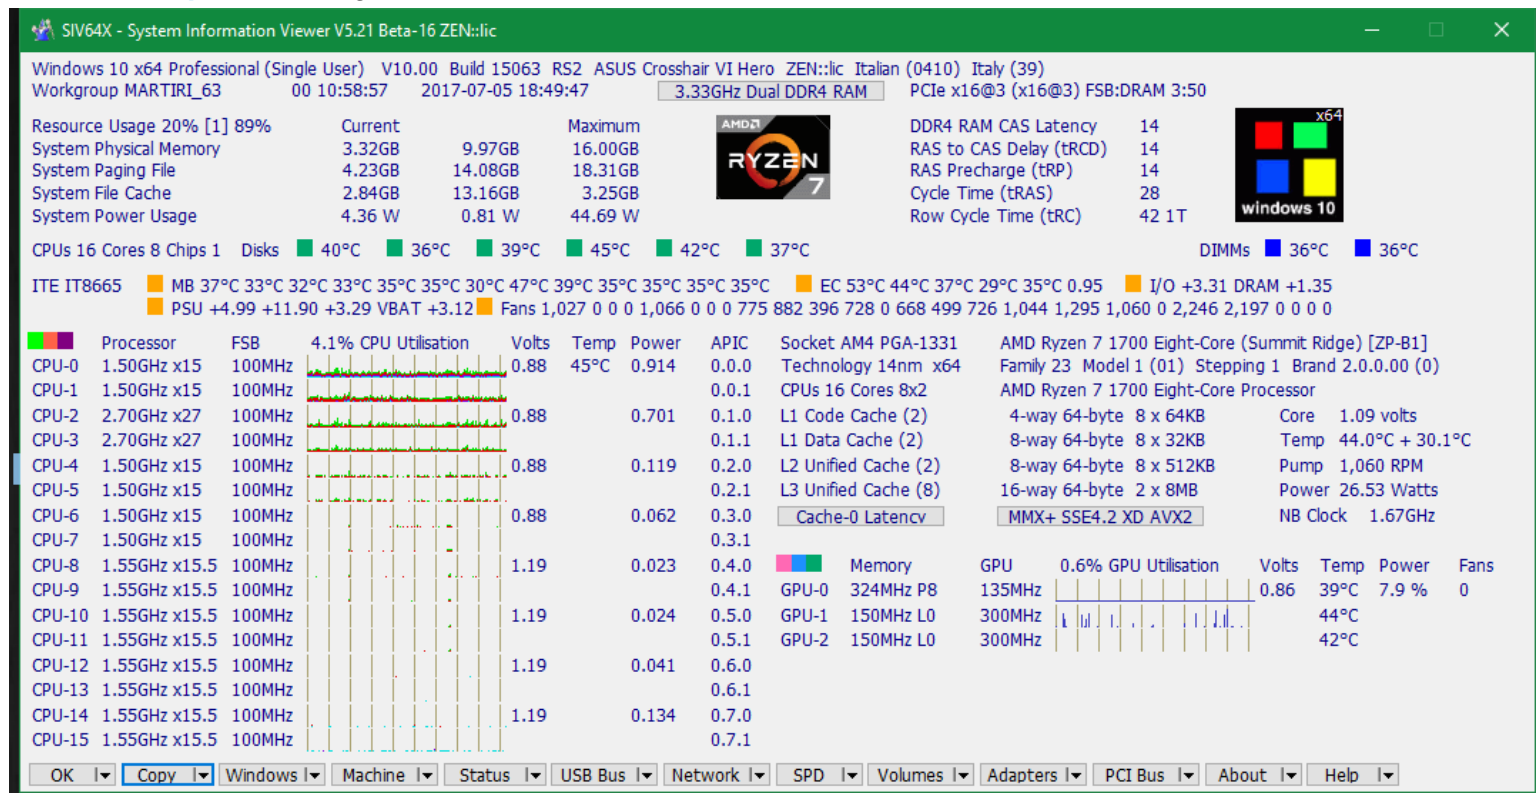 SIV64X - System Information Viewer V5.21 Beta-16 ZEN::lic
Windows 10 x64 Professional (Single User) V10.00 Build 15063 RS2 ASUS Crosshair VI Hero ZEN::lic Italian (0410) Italy (39)
Workgroup MARTIRI_63 00 10:58:57 2017-07-05 18:49:47 3.33GHz Dual DDR4 RAM PCIe x16@3 (x16@3) FSB:DRAM 3:50
Resource Usage 20% [1] 89% Current Maximum AMD DDR4 RAM CAS Latency 14 x64
System Physical Memory 3.32GB 9.97GB 16.00GB RAS to CAS Delay (tRCD) 14
System Paging File 4.23GB 14.08GB 18.31GB RYZEN RAS Precharge (tRP) 14
System File Cache 2.84GB 13.16GB 3.25GB 7 Cycle Time (tRAS) 28
System Power Usage 4.36 W 0.81 W 44.69 W Row Cycle Time (tRC) 42 1T windows 10
CPUs 16 Cores 8 Chips 1 Disks 40°C 36°C 39°C 45°C 42°C 37°C DIMMs 36°C 36°C
ITE IT8665 MB 37°C 33°C 32°C 33°C 35°C 35°C 30°C 47°C 39°C 35°C 35°C 35°C 35°C EC 53°C 44°C 37°C 29°C 35°C 0.95 I/O +3.31 DRAM +1.35
PSU +4.99 +11.90 +3.29 VBAT +3.12 Fans 1,027 0 0 0 1,066 0 0 0 775 882 396 728 0 668 499 726 1,044 1,295 1,060 0 2,246 2,197 0 0 0 0
Processor FSB 4.1% CPU Utilisation Volts Temp Power APIC Socket AM4 PGA-1331 AMD Ryzen 7 1700 Eight-Core (Summit Ridge) [ZP-B1]
CPU-0 1.50GHz x15 100MHz 0.88 45°C 0.914 0.0.0 Technology 14nm x64 Family 23 Model 1 (01) Stepping 1 Brand 2.0.0.00 (0)
CPU-1 1.50GHz x15 100MHz 0.0.1 CPUs 16 Cores 8x2 AMD Ryzen 7 1700 Eight-Core Processor
CPU-2 2.70GHz x27 100MHz 0.88 0.701 0.1.0 L1 Code Cache (2) 4-way 64-byte 8 x 64KB Core 1.09 volts
CPU-3 2.70GHz x27 100MHz 0.1.1 L1 Data Cache (2) 8-way 64-byte 8 x 32KB Temp 44.0°C + 30.1°C
CPU-4 1.50GHz x15 100MHz 0.88 0.119 0.2.0 L2 Unified Cache (2) 8-way 64-byte 8 x 512KB Pump 1,060 RPM
CPU-5 1.50GHz x15 100MHz 0.2.1 L3 Unified Cache (8) 16-way 64-byte 2 x 8MB Power 26.53 Watts
CPU-6 1.50GHz x15 100MHz 0.88 0.062 0.3.0 Cache-0 Latency MMX+ SSE4.2 XD AVX2 NB Clock 1.67GHz
CPU-7 1.50GHz x15 100MHz 0.3.1
CPU-8 1.55GHz x15.5 100MHz 1.19 0.023 0.4.0 Memory GPU 0.6% GPU Utilisation Volts Temp Power Fans
CPU-9 1.55GHz x15.5 100MHz 0.4.1 GPU-0 324MHz P8 135MHz 0.86 39°C 7.9 % 0
CPU-10 1.55GHz x15.5 100MHz 1.19 0.024 0.5.0 GPU-1 150MHz L0 300MHz 44°C
CPU-11 1.55GHz x15.5 100MHz 0.5.1 GPU-2 150MHz L0 300MHz 42°C
CPU-12 1.55GHz x15.5 100MHz 1.19 0.041 0.6.0
CPU-13 1.55GHz x15.5 100MHz 0.6.1
CPU-14 1.55GHz x15.5 100MHz 1.19 0.134 0.7.0
CPU-15 1.55GHz x15.5 100MHz 0.7.1
OK Copy Windows Machine Status USB Bus Network SPD Volumes Adapters PCI Bus About Help